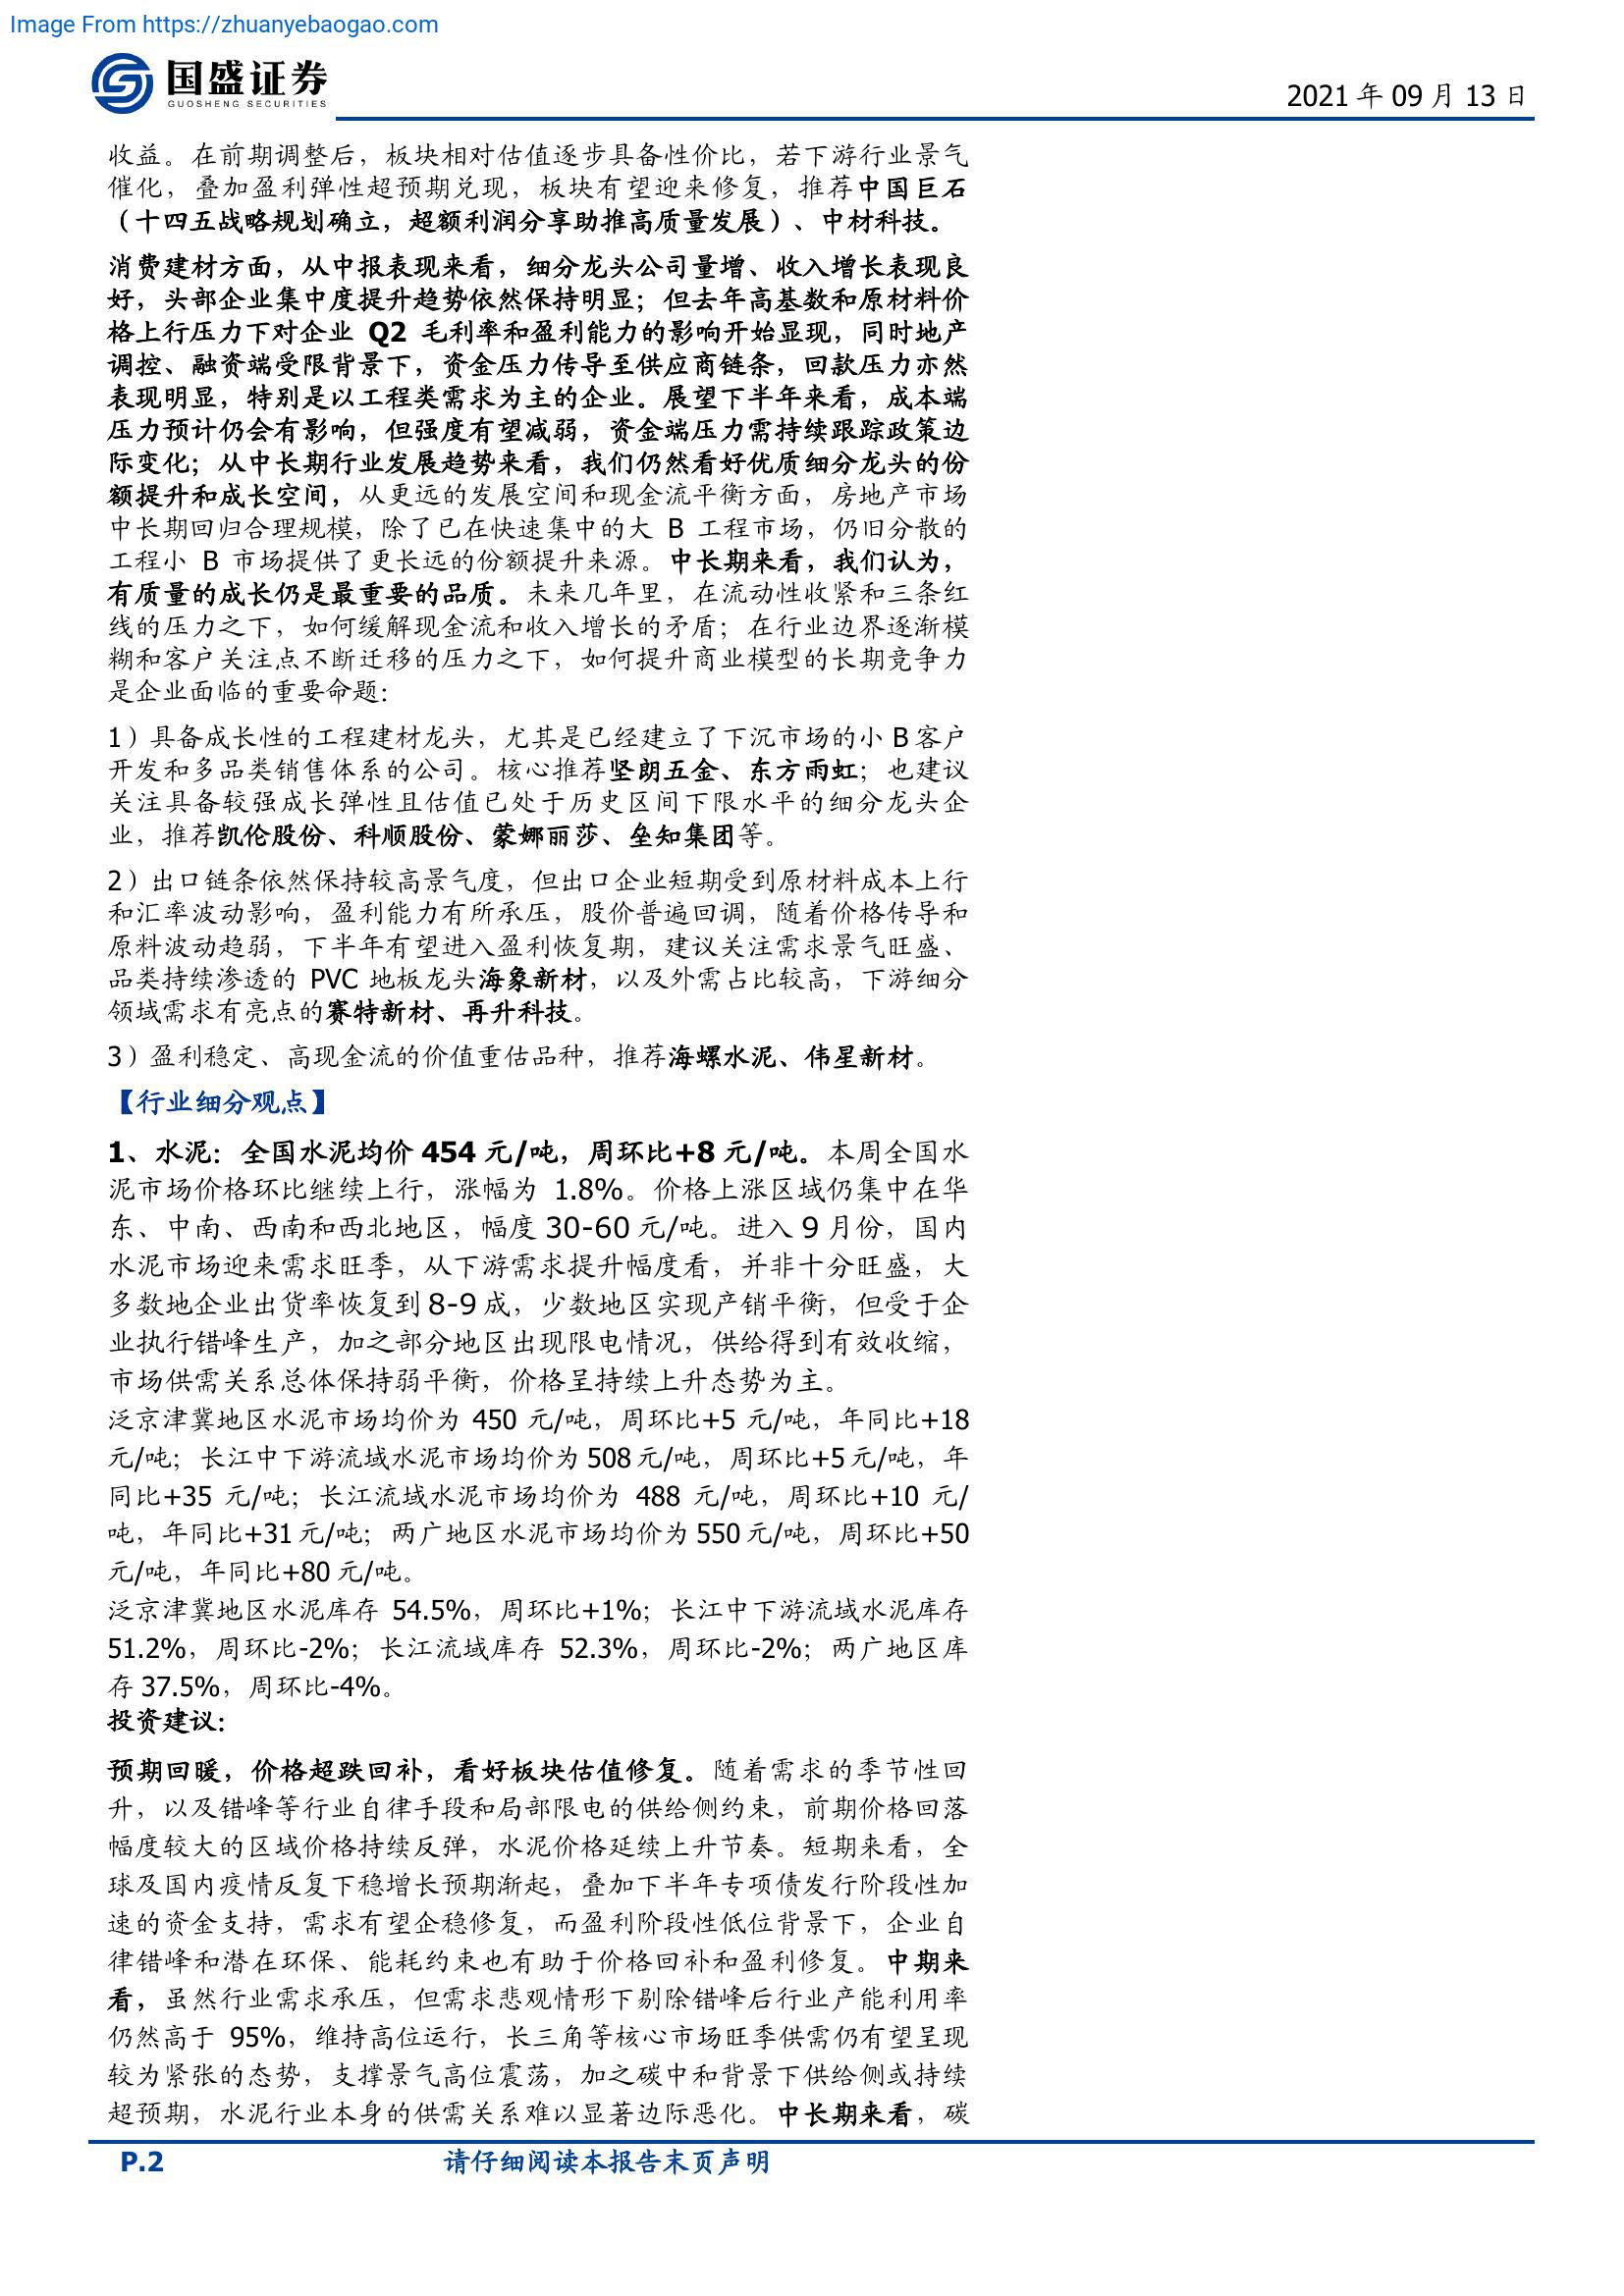 Image From https://zhuanyebaogao.com
国盛证券
GUOSHENG SECURITIES
2021 年 09 月 13 日
收益。在前期调整后，板块相对估值逐步具备性价比，若下游行业景气
催化，叠加盈利弹性超预期兑现，板块有望迎来修复，推荐中国巨石
（十四五战略规划确立，超额利润分享助推高质量发展）、中材科技。
消费建材方面，从中报表现来看，细分龙头公司量增、收入增长表现良
好，头部企业集中度提升趋势依然保持明显；但去年高基数和原材料价
格上行压力下对企业 Q2 毛利率和盈利能力的影响开始显现，同时地产
调控、融资端受限背景下，资金压力传导至供应商链条，回款压力亦然
表现明显，特别是以工程类需求为主的企业。展望下半年来看，成本端
压力预计仍会有影响，但强度有望减弱，资金端压力需持续跟踪政策边
际变化；从中长期行业发展趋势来看，我们仍然看好优质细分龙头的份
额提升和成长空间，从更远的发展空间和现金流平衡方面，房地产市场
中长期回归合理规模，除了已在快速集中的大 B 工程市场，仍旧分散的
工程小 B 市场提供了更长远的份额提升来源。中长期来看，我们认为，
有质量的成长仍是最重要的品质。未来几年里，在流动性收紧和三条红
线的压力之下，如何缓解现金流和收入增长的矛盾；在行业边界逐渐模
糊和客户关注点不断迁移的压力之下，如何提升商业模型的长期竞争力
是企业面临的重要命题：
1）具备成长性的工程建材龙头，尤其是已经建立了下沉市场的小 B 客户
开发和多品类销售体系的公司。核心推荐坚朗五金、东方雨虹；也建议
关注具备较强成长弹性且估值已处于历史区间下限水平的细分龙头企
业，推荐凯伦股份、科顺股份、蒙娜丽莎、垒知集团等。
2）出口链条依然保持较高景气度，但出口企业短期受到原材料成本上行
和汇率波动影响，盈利能力有所承压，股价普遍回调，随着价格传导和
原料波动趋弱，下半年有望进入盈利恢复期，建议关注需求景气旺盛、
品类持续渗透的 PVC 地板龙头海象新材，以及外需占比较高，下游细分
领域需求有亮点的赛特新材、再升科技。
3）盈利稳定、高现金流的价值重估品种，推荐海螺水泥、伟星新材。
【行业细分观点】
1、水泥：全国水泥均价 454 元/吨，周环比+8 元/吨。本周全国水
泥市场价格环比继续上行，涨幅为 1.8%。价格上涨区域仍集中在华
东、中南、西南和西北地区，幅度 30-60 元/吨。进入 9 月份，国内
水泥市场迎来需求旺季，从下游需求提升幅度看，并非十分旺盛，大
多数地企业出货率恢复到 8-9 成，少数地区实现产销平衡，但受于企
业执行错峰生产，加之部分地区出现限电情况，供给得到有效收缩，
市场供需关系总体保持弱平衡，价格呈持续上升态势为主。
泛京津冀地区水泥市场均价为 450 元/吨，周环比+5 元/吨，年同比+18
元/吨；长江中下游流域水泥市场均价为 508 元/吨，周环比+5 元/吨，年
同比+35 元/吨；长江流域水泥市场均价为 488 元/吨，周环比+10 元/
吨，年同比+31 元/吨；两广地区水泥市场均价为 550 元/吨，周环比+50
元/吨，年同比+80 元/吨。
泛京津冀地区水泥库存 54.5%，周环比+1%；长江中下游流域水泥库存
51.2%，周环比-2%；长江流域库存 52.3%，周环比-2%；两广地区库
存 37.5%，周环比-4%。
投资建议：
预期回暖，价格超跌回补，看好板块估值修复。随着需求的季节性回
升，以及错峰等行业自律手段和局部限电的供给侧约束，前期价格回落
幅度较大的区域价格持续反弹，水泥价格延续上升节奏。短期来看，全
球及国内疫情反复下稳增长预期渐起，叠加下半年专项债发行阶段性加
速的资金支持，需求有望企稳修复，而盈利阶段性低位背景下，企业自
律错峰和潜在环保、能耗约束也有助于价格回补和盈利修复。中期来
看，虽然行业需求承压，但需求悲观情形下剔除错峰后行业产能利用率
仍然高于 95%，维持高位运行，长三角等核心市场旺季供需仍有望呈现
较为紧张的态势，支撑景气高位震荡，加之碳中和背景下供给侧或持续
超预期，水泥行业本身的供需关系难以显著边际恶化。中长期来看，碳
P.2
请仔细阅读本报告末页声明